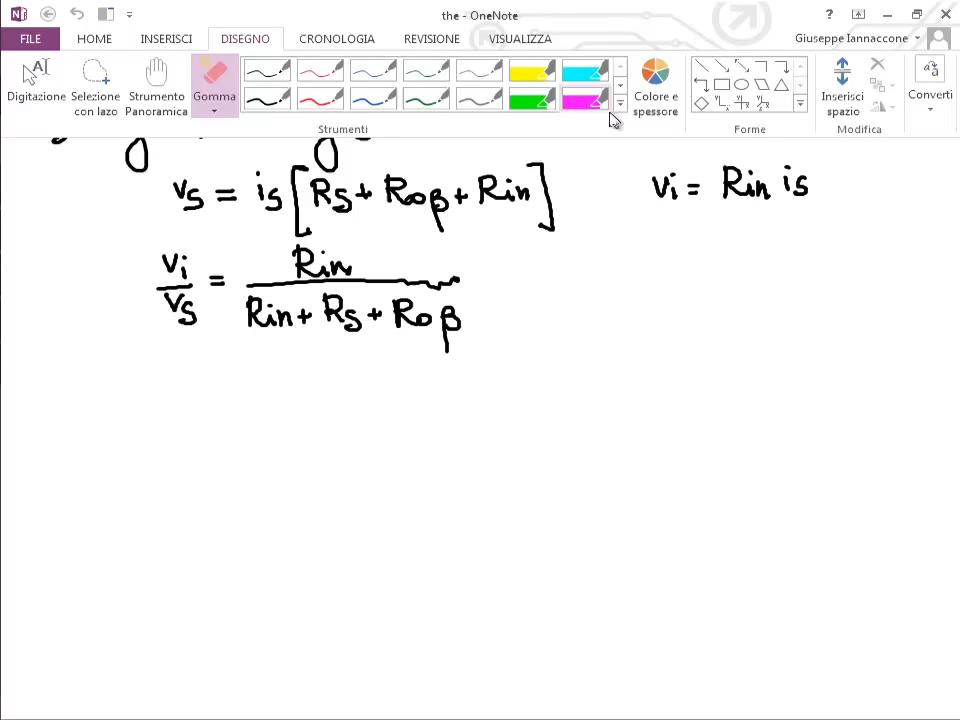 the - OneNote
FILE HOME INSERISCI DISEGNO CRONOLOGIA REVISIONE VISUALIZZA Giuseppe Iannaccone
Digitazione Selezione con lazo Strumento Panoramica Gomma Colore e spessore Inserisci spazio Converti
Strumenti Forme Modifica
vs = is [Rs + Roβ + Rin] vi = Rin is
vi/vs = Rin/(Rin + Rs + Roβ)